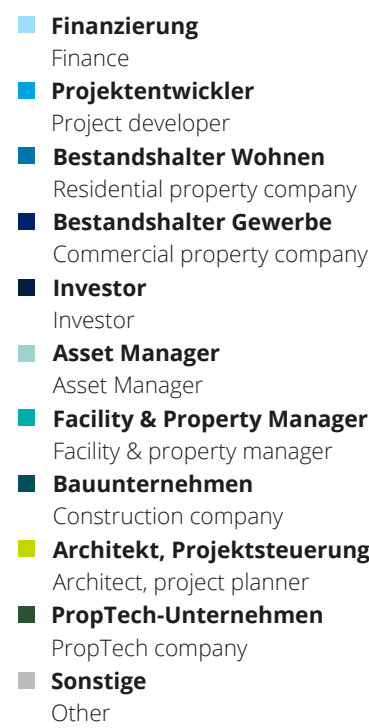 Finanzierung
Finance
Projektentwickler
Project developer
Bestandshalter Wohnen
Residential property company
Bestandshalter Gewerbe
Commercial property company
Investor
Investor
Asset Manager
Asset Manager
Facility & Property Manager
Facility & property manager
Bauunternehmen
Construction company
Architekt, Projektsteuerung
Architect, project planner
PropTech-Unternehmen
PropTech company
Sonstige
Other